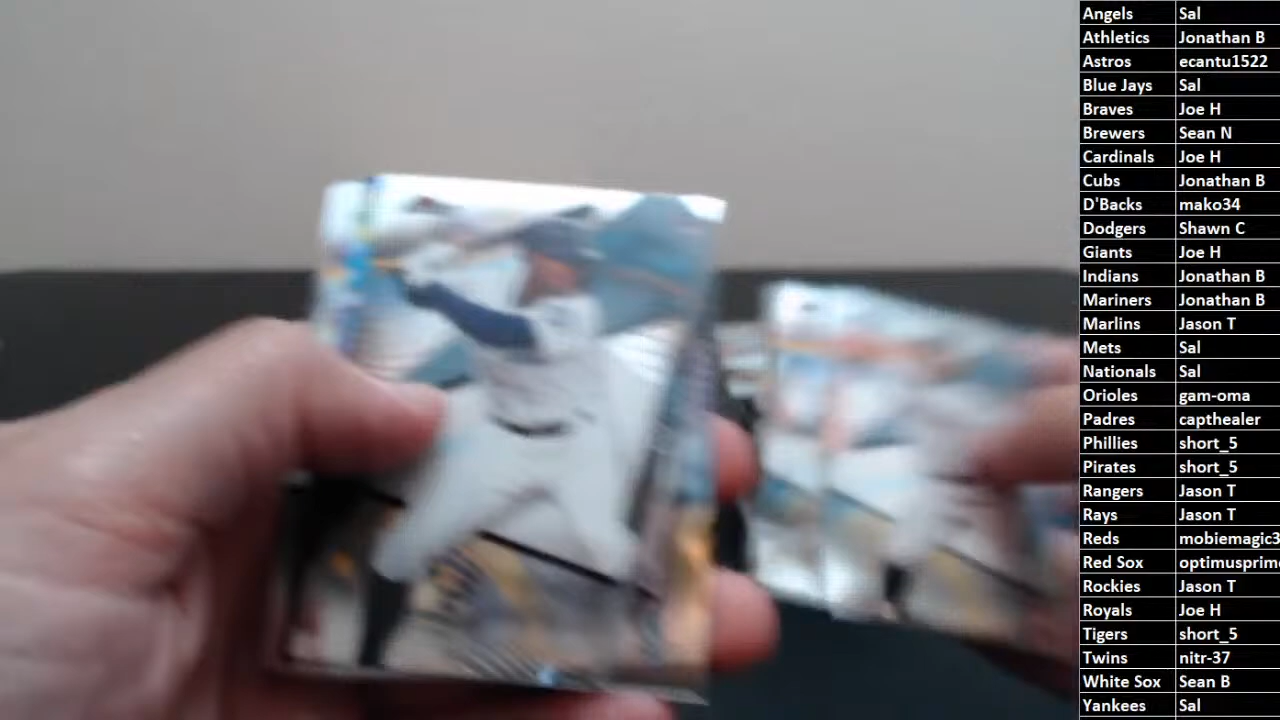 Angels Sal
Athletics Jonathan B
Astros ecantu1522
Blue Jays Sal
Braves Joe H
Brewers Sean N
Cardinals Joe H
Cubs Jonathan B
D'Backs mako34
Dodgers Shawn C
Giants Joe H
Indians Jonathan B
Mariners Jonathan B
Marlins Jason T
Mets Sal
Nationals Sal
Orioles gam-oma
Padres capthealer
Phillies short_5
Pirates short_5
Rangers Jason T
Rays Jason T
Reds mobiemagic3
Red Sox optimusprime
Rockies Jason T
Royals Joe H
Tigers short_5
Twins nitr-37
White Sox Sean B
Yankees Sal